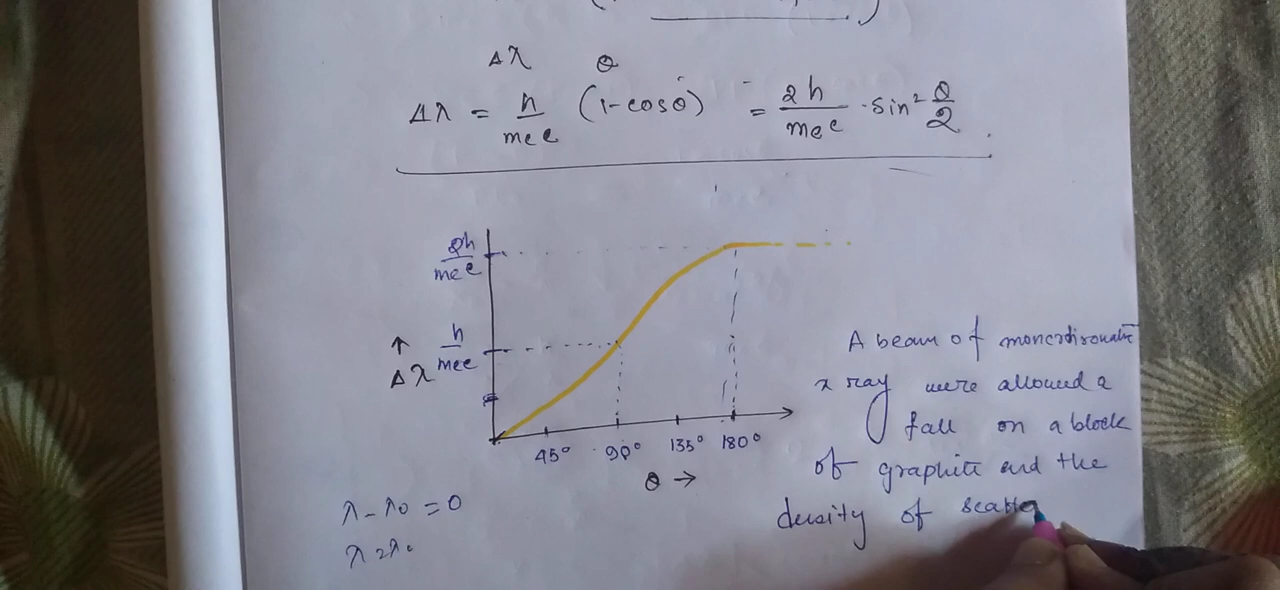 Δλ θ
Δλ = h/mec (1-cosθ) = 2h/mec · sin² θ/2
2h/mec
h/mec
↑
Δλ
45° 90° 135° 180°
θ →
λ - λ0 = 0
λ = λ0
A beam of monochromatic
x ray were allowed a
fall on a block
of graphite and the
density of scatte